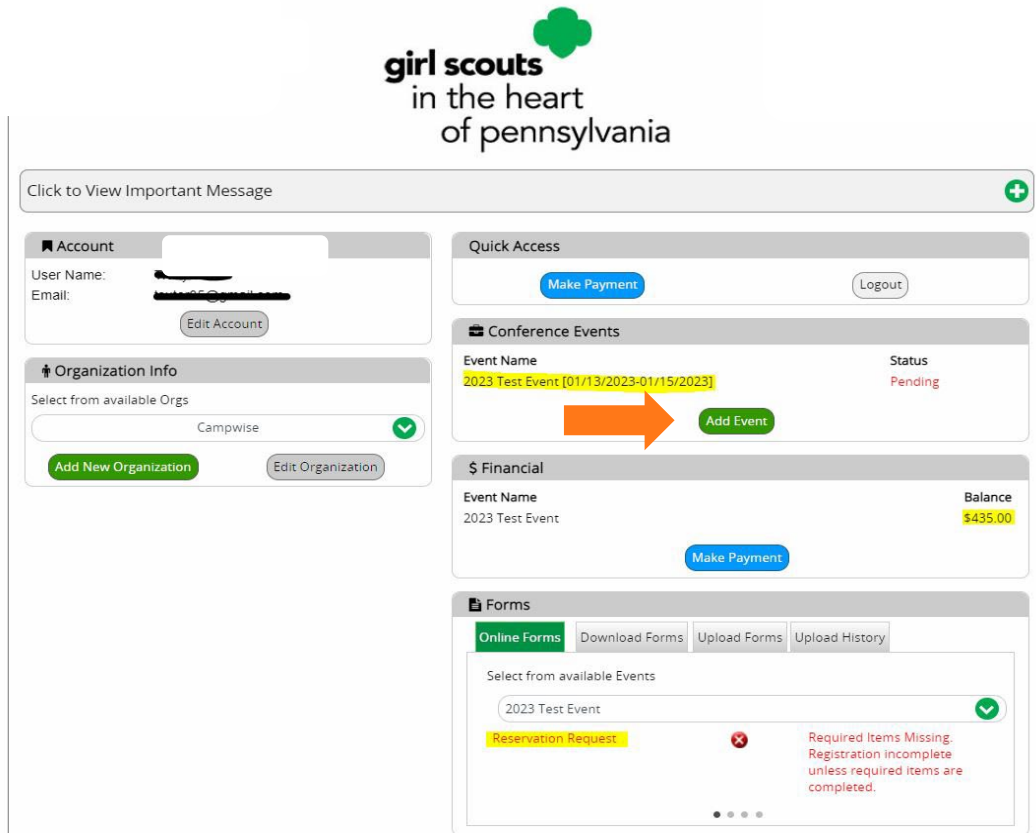 girl scouts
in the heart
of pennsylvania
Click to View Important Message
Account
User Name:
Email:
Edit Account
Organization Info
Select from available Orgs
Campwise
Add New Organization
Edit Organization
Quick Access
Make Payment
Logout
Conference Events
Event Name Status
2023 Test Event [01/13/2023-01/15/2023] Pending
Add Event
$ Financial
Event Name Balance
2023 Test Event $435.00
Make Payment
Forms
Online Forms Download Forms Upload Forms Upload History
Select from available Events
2023 Test Event
Reservation Request
Required Items Missing.
Registration incomplete
unless required items are
completed.